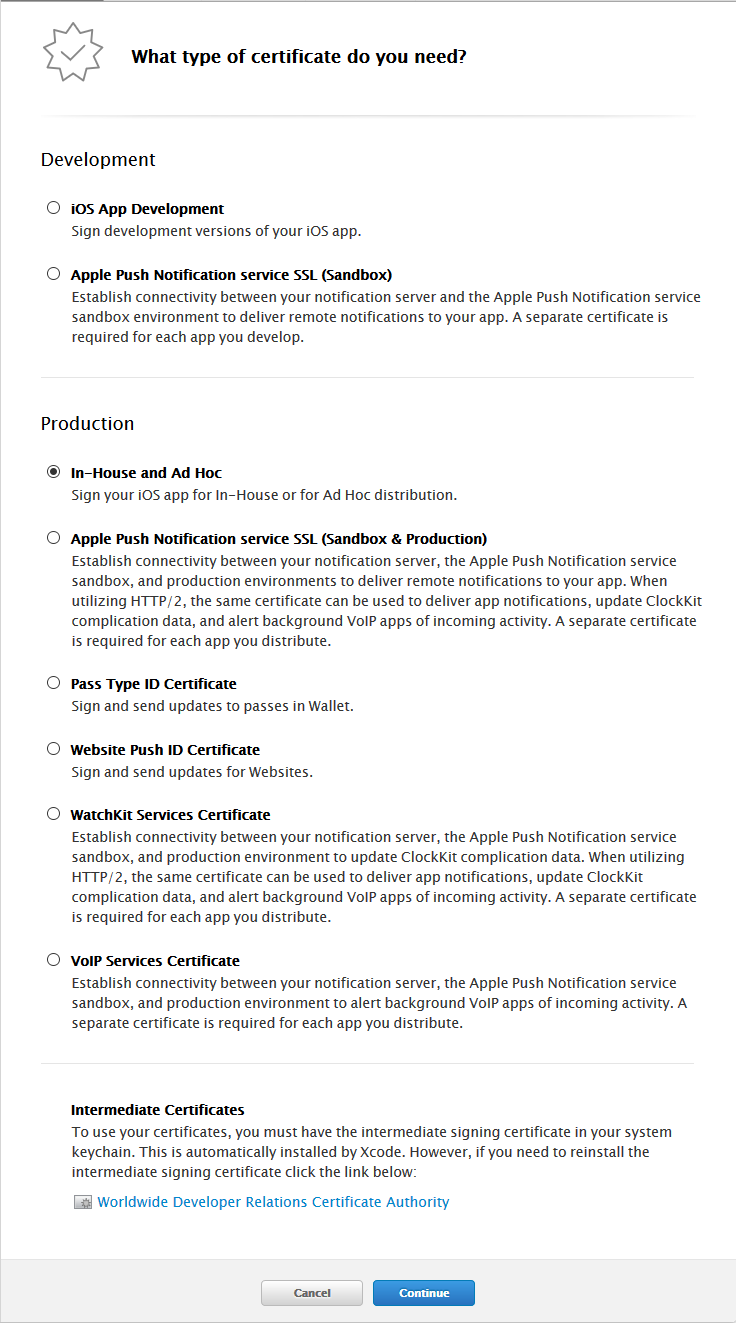 What type of certificate do you need?
Development
iOS App Development
Sign development versions of your iOS app.
Apple Push Notification service SSL (Sandbox)
Establish connectivity between your notification server and the Apple Push Notification service
sandbox environment to deliver remote notifications to your app. A separate certificate is
required for each app you develop.
Production
In-House and Ad Hoc
Sign your iOS app for In-House or for Ad Hoc distribution.
Apple Push Notification service SSL (Sandbox & Production)
Establish connectivity between your notification server, the Apple Push Notification service
sandbox, and production environments to deliver remote notifications to your app. When
utilizing HTTP/2, the same certificate can be used to deliver app notifications, update ClockKit
complication data, and alert background VoIP apps of incoming activity. A separate certificate
is required for each app you distribute.
Pass Type ID Certificate
Sign and send updates to passes in Wallet.
Website Push ID Certificate
Sign and send updates for Websites.
WatchKit Services Certificate
Establish connectivity between your notification server, the Apple Push Notification service
sandbox, and production environment to update ClockKit complication data. When utilizing
HTTP/2, the same certificate can be used to deliver app notifications, update ClockKit
complication data, and alert background VoIP apps of incoming activity. A separate certificate
is required for each app you distribute.
VoIP Services Certificate
Establish connectivity between your notification server, the Apple Push Notification service
sandbox, and production environment to alert background VoIP apps of incoming activity. A
separate certificate is required for each app you distribute.
Intermediate Certificates
To use your certificates, you must have the intermediate signing certificate in your system
keychain. This is automatically installed by Xcode. However, if you need to reinstall the
intermediate signing certificate click the link below:
Worldwide Developer Relations Certificate Authority
Cancel
Continue